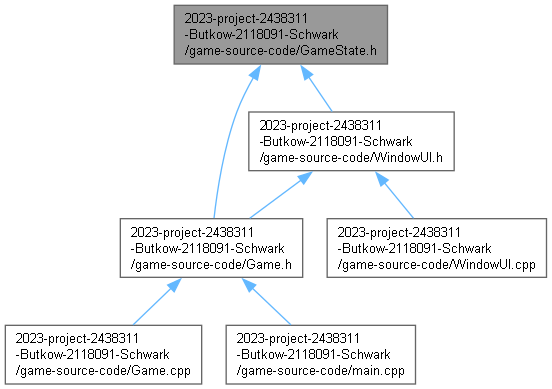 2023-project-2438311
-Butkow-2118091-Schwark
/game-source-code/GameState.h
2023-project-2438311
-Butkow-2118091-Schwark
/game-source-code/WindowUI.h
2023-project-2438311
-Butkow-2118091-Schwark
/game-source-code/Game.h
2023-project-2438311
-Butkow-2118091-Schwark
/game-source-code/WindowUI.cpp
2023-project-2438311
-Butkow-2118091-Schwark
/game-source-code/Game.cpp
2023-project-2438311
-Butkow-2118091-Schwark
/game-source-code/main.cpp